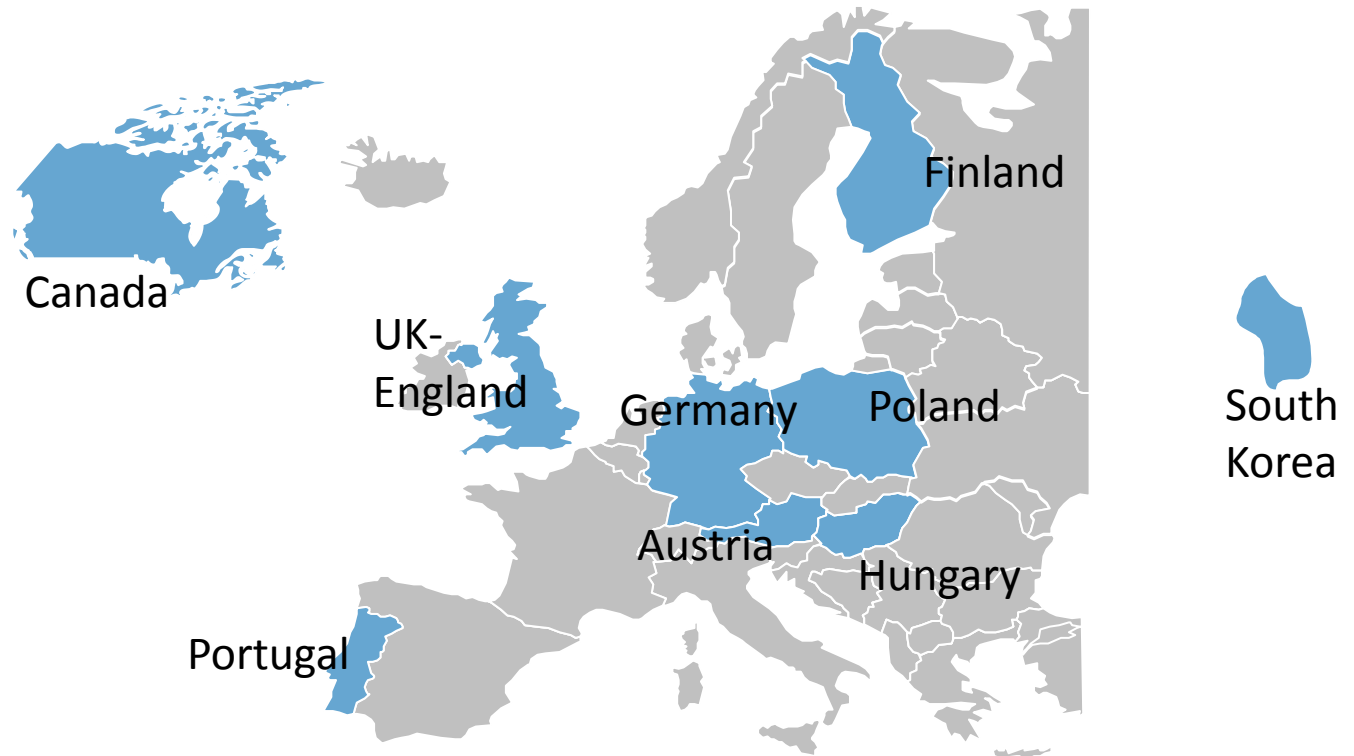 Finland
Canada
UK-
England
Germany
Poland
South
Korea
Austria
Hungary
Portugal